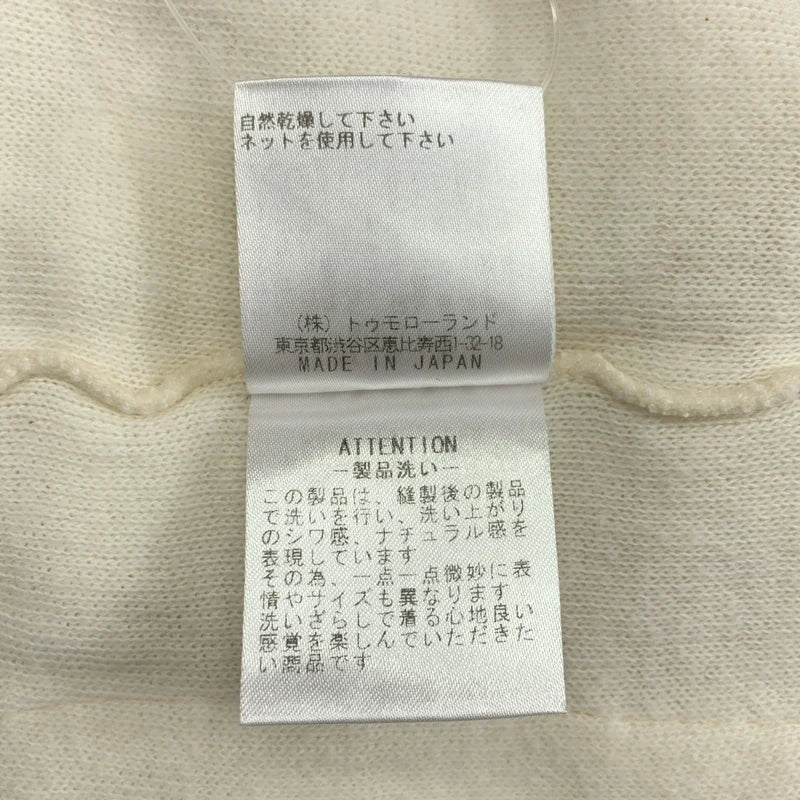 自然乾燥して下さい
ネットを使用して下さい
(株)トゥモローランド
東京都渋谷区恵比寿西1-32-18
MADE IN JAPAN
ATTENTION
－製品洗い－
この製品は、縫製後の製品
で洗いを行い、洗い上がり
のシワ感、ナチュラル感を
表現しています
その為、一点一点微妙に表
情やサイズも異なります
洗いざらしで着る心地良い
感覚を楽しんでいただきた
い商品です